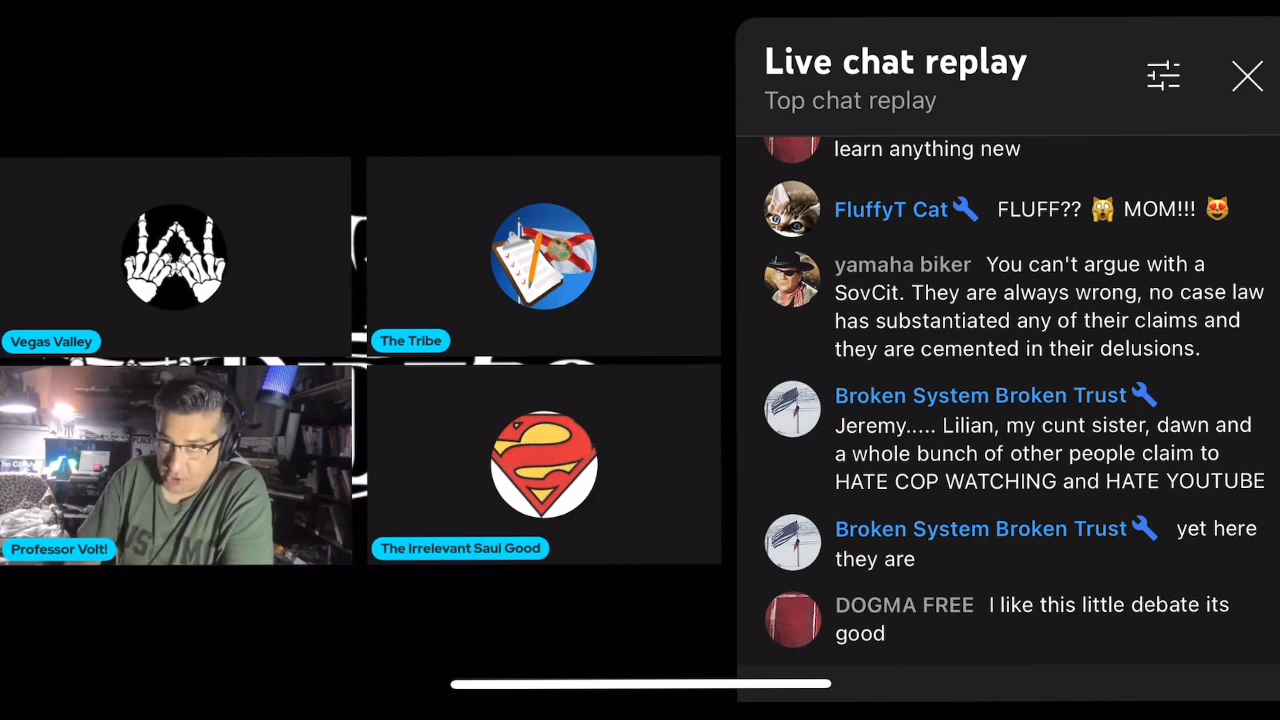 Live chat replay
Top chat replay
learn anything new
FluffyT Cat FLUFF?? 🙀 MOM!!! 😻
yamaha biker You can't argue with a
SovCit. They are always wrong, no case law
has substantiated any of their claims and
they are cemented in their delusions.
Broken System Broken Trust
Jeremy..... Lilian, my cunt sister, dawn and
a whole bunch of other people claim to
HATE COP WATCHING and HATE YOUTUBE
Broken System Broken Trust yet here
they are
DOGMA FREE I like this little debate its
good
Vegas Valley
The Tribe
Professor Volt!
The Irrelevant Saul Good